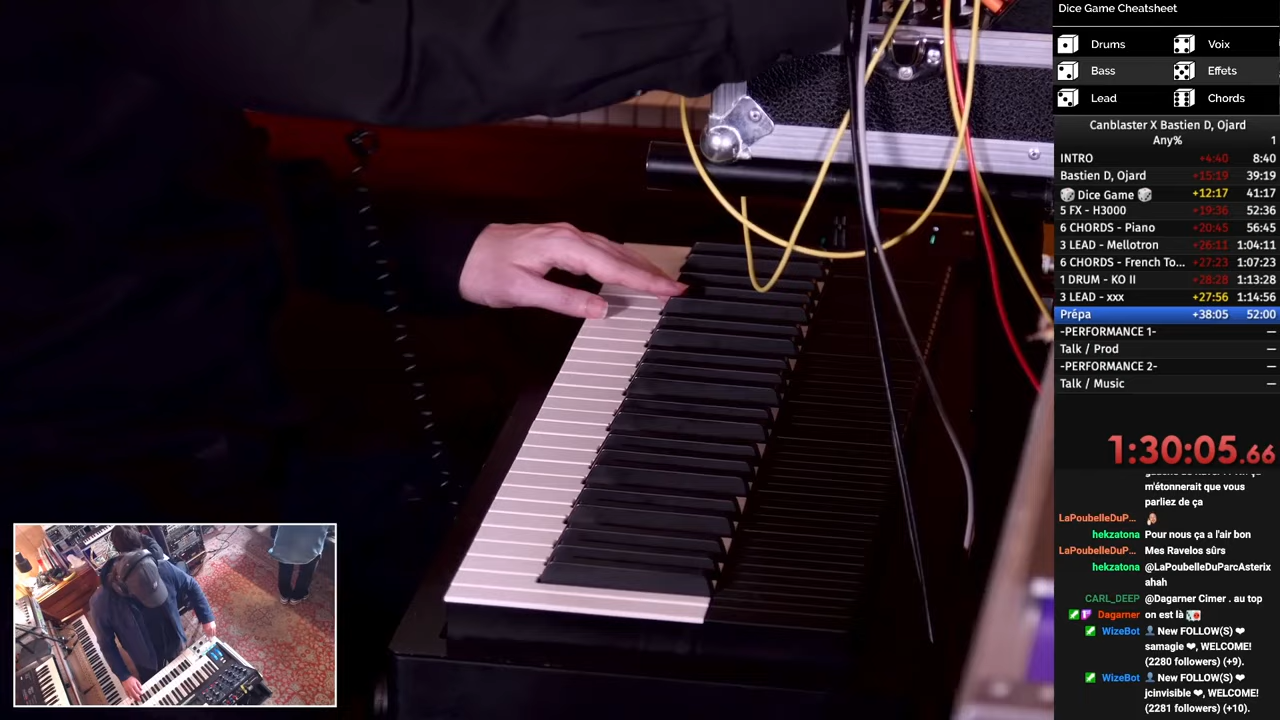 Dice Game Cheatsheet
Drums Voix
Bass Effets
Lead Chords
Canblaster X Bastien D, Ojard
Any% 1
INTRO +4:40 8:40
Bastien D, Ojard +15:19 39:19
Dice Game +12:17 41:17
5 FX - H3000 +19:36 52:36
6 CHORDS - Piano +20:45 56:45
3 LEAD - Mellotron +26:11 1:04:11
6 CHORDS - French To... +27:23 1:07:23
1 DRUM - KO II +28:28 1:13:28
3 LEAD - xxx +27:56 1:14:56
Prépa +38:05 52:00
-PERFORMANCE 1- —
Talk / Prod —
-PERFORMANCE 2- —
Talk / Music —
1:30:05.66
m'étonnerait que vous
parliez de ça
LaPoubelleDuP...
hekzatona Pour nous ça a l'air bon
LaPoubelleDuP... Mes Ravelos sûrs
hekzatona @LaPoubelleDuParcAsterix
ahah
CARL_DEEP @Dagarner Cimer . au top
Dagarner on est là
WizeBot New FOLLOW(S) ❤
samagie ❤, WELCOME!
(2280 followers) (+9).
WizeBot New FOLLOW(S) ❤
jcinvisible ❤, WELCOME!
(2281 followers) (+10).